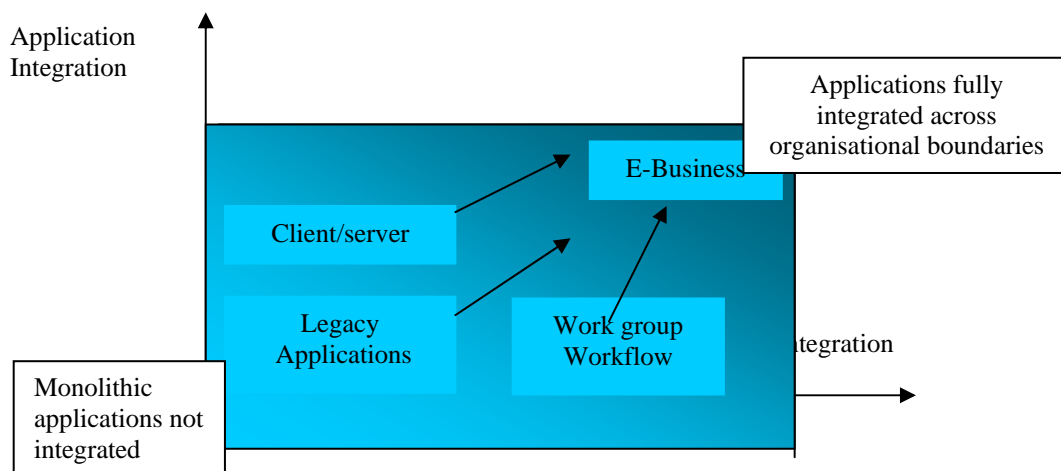 Application
Integration
Applications fully
integrated across
organisational boundaries
E-Business
Client/server
Legacy
Applications
Work group
Workflow
Monolithic
applications not
integrated